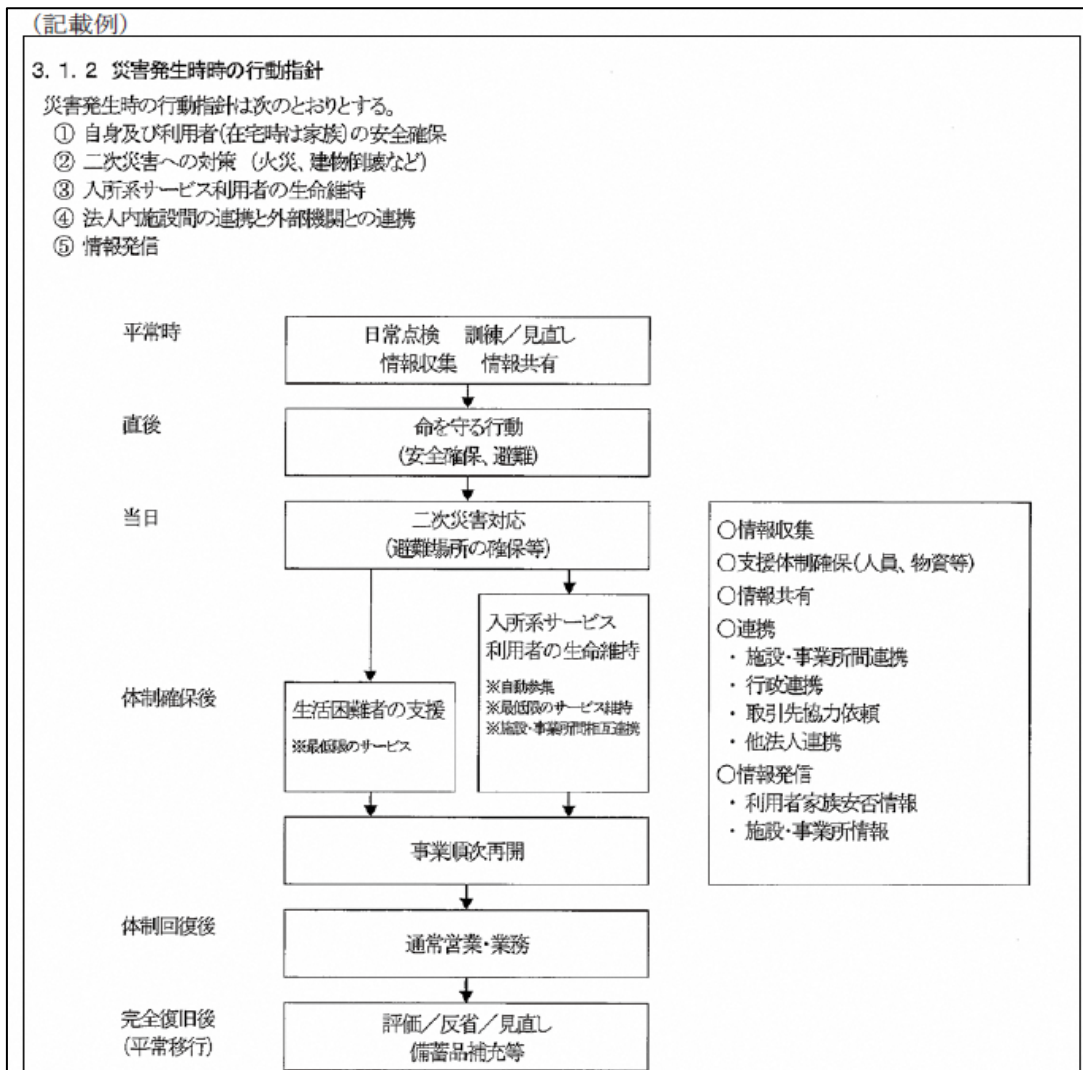 (記載例)
3.1.2 災害発生時時の行動指針
災害発生時の行動指針は次のとおりとする。
① 自身及び利用者(在宅時は家族)の安全確保
② 二次災害への対策 (火災、建物倒壊など)
③ 入所系サービス利用者の生命維持
④ 法人内施設間の連携と外部機関との連携
⑤ 情報発信
平常時
日常点検 訓練/見直し
情報収集 情報共有
直後
命を守る行動
(安全確保、避難)
当日
二次災害対応
(避難場所の確保等)
入所系サービス
利用者の生命維持
※自動参集
※最低限のサービス維持
※施設・事業所間相互連携
体制確保後
生活困難者の支援
※最低限のサービス
事業順次再開
体制回復後
通常営業・業務
完全復旧後
(平常移行)
評価/反省/見直し
備蓄品補充等
○情報収集
○支援体制確保(人員、物資等)
○情報共有
○連携
・ 施設・事業所間連携
・ 行政連携
・ 取引先協力依頼
・ 他法人連携
○情報発信
・ 利用者家族安否情報
・ 施設・事業所情報